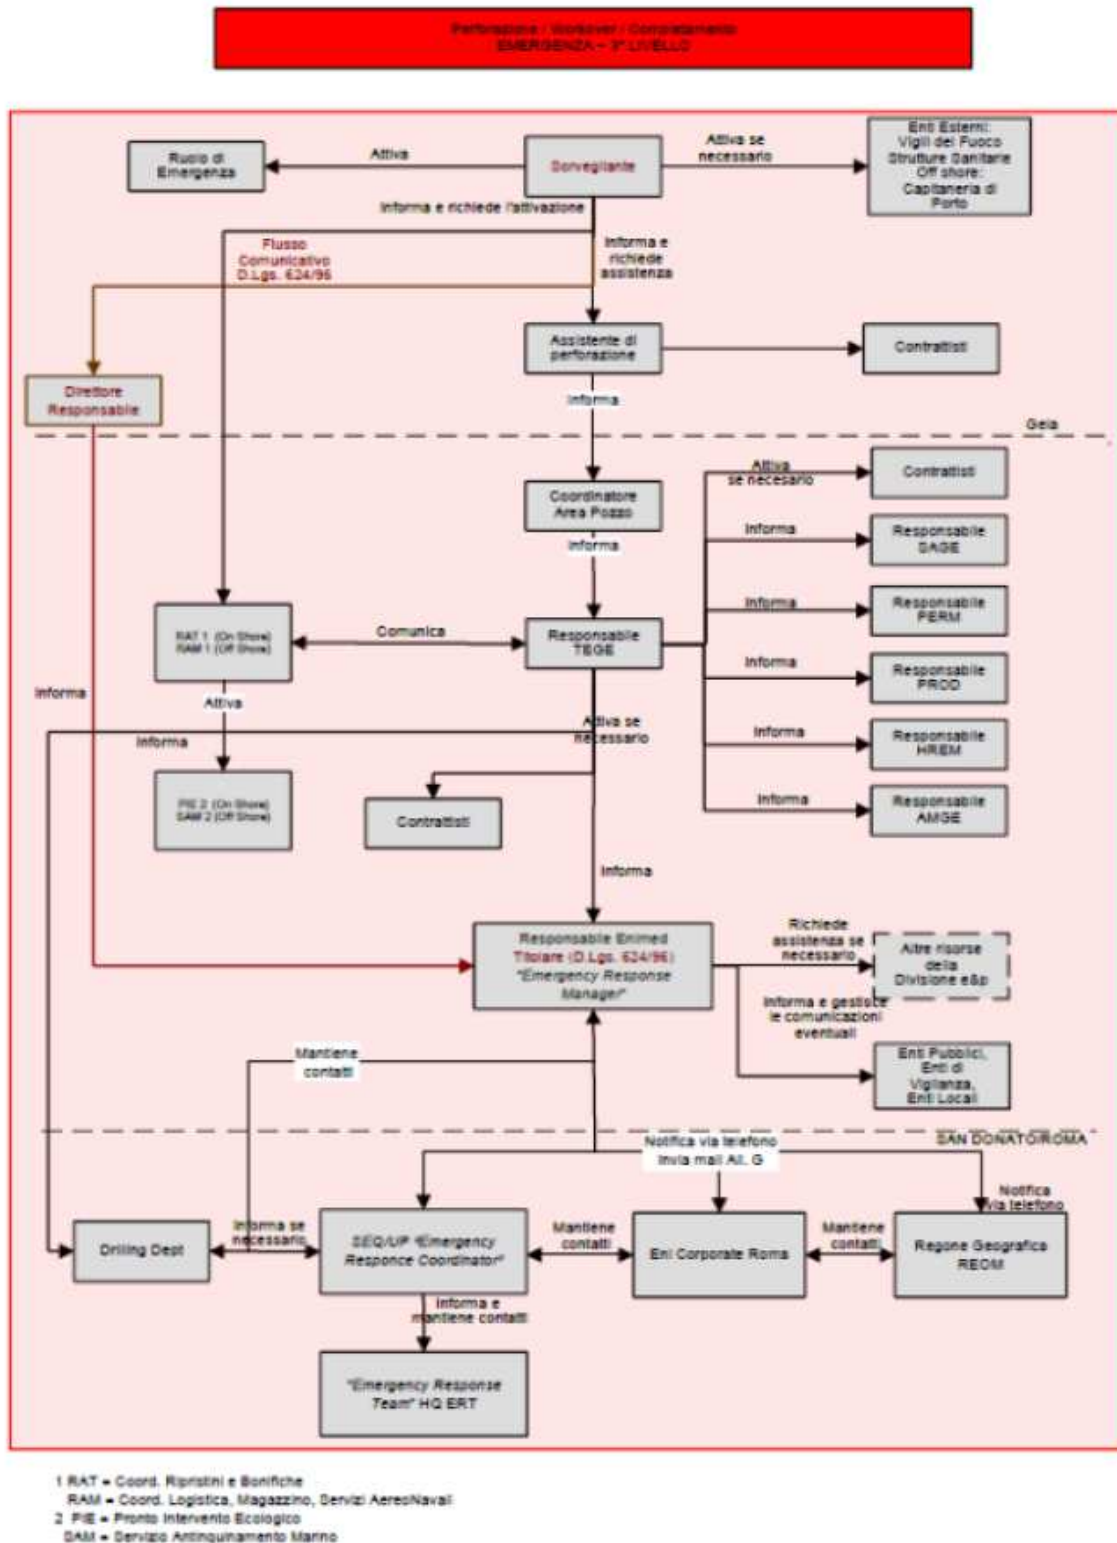 Perforazione / Workover / Completamento
EMERGENZA – 3° LIVELLO
Ruolo di
Emergenza
Attiva
Sorvegliante
Attiva se
necessario
Enti Esterni:
Vigili del Fuoco
Strutture Sanitarie
Off shore:
Capitaneria di
Porto
Informa e richiede l'attivazione
Flusso
Comunicativo
D.Lgs. 624/96
Informa e
richiede
assistenza
Assistente di
perforazione
Contrattisti
Direttore
Responsabile
Informa
Gela
Coordinatore
Area Pozzo
Attiva
se necesario
Contrattisti
Informa
Informa
Responsabile
SAGE
RAT 1 (On Shore)
RAM 1 (Off Shore)
Comunica
Responsabile
TEGE
Informa
Responsabile
PERM
Informa
Responsabile
PROD
Informa
Attiva
Informa
Attiva se
necessario
Informa
Responsabile
HREM
PIE 2 (On Shore)
SAM 2 (Off Shore)
Contrattisti
Informa
Responsabile
AMGE
Informa
Responsabile Enimed
Titolare (D.Lgs. 624/96)
"Emergency Response
Manager"
Richiede
assistenza se
necessario
Altre risorse
della
Divisione e&p
Informa e gestisce
le comunicazioni
eventuali
Enti Pubblici,
Enti di
Vigilanza,
Enti Locali
Mantiene
contatti
SAN DONATO/ROMA
Notifica via telefono
Invia mail All. G
Notifica
via telefono
Drilling Dept
Informa se
necessario
SEQ/UP "Emergency
Responce Coordinator"
Mantiene
contatti
Eni Corporate Roma
Mantiene
contatti
Regone Geografica
REOM
Informa e
mantiene contatti
"Emergency Response
Team" HQ ERT
1 RAT = Coord. Ripristini e Bonifiche
RAM = Coord. Logistica, Magazzino, Servizi AereoNavali
2 PIE = Pronto Intervento Ecologico
SAM = Servizio Antinquinamento Marino